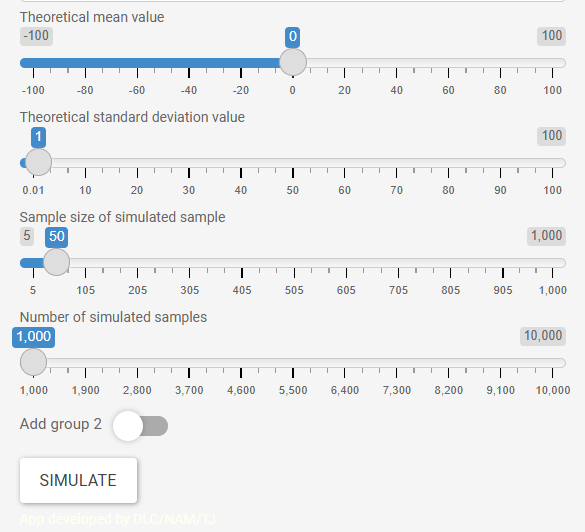 Theoretical mean value
-100 0 100
-100 -80 -60 -40 -20 0 20 40 60 80 100
Theoretical standard deviation value
1 100
0.01 10 20 30 40 50 60 70 80 90 100
Sample size of simulated sample
5 50 1,000
5 105 205 305 405 505 605 705 805 905 1,000
Number of simulated samples
1,000 10,000
1,000 1,900 2,800 3,700 4,600 5,500 6,400 7,300 8,200 9,100 10,000
Add group 2
SIMULATE
App developed by DLC/NAM/TJ